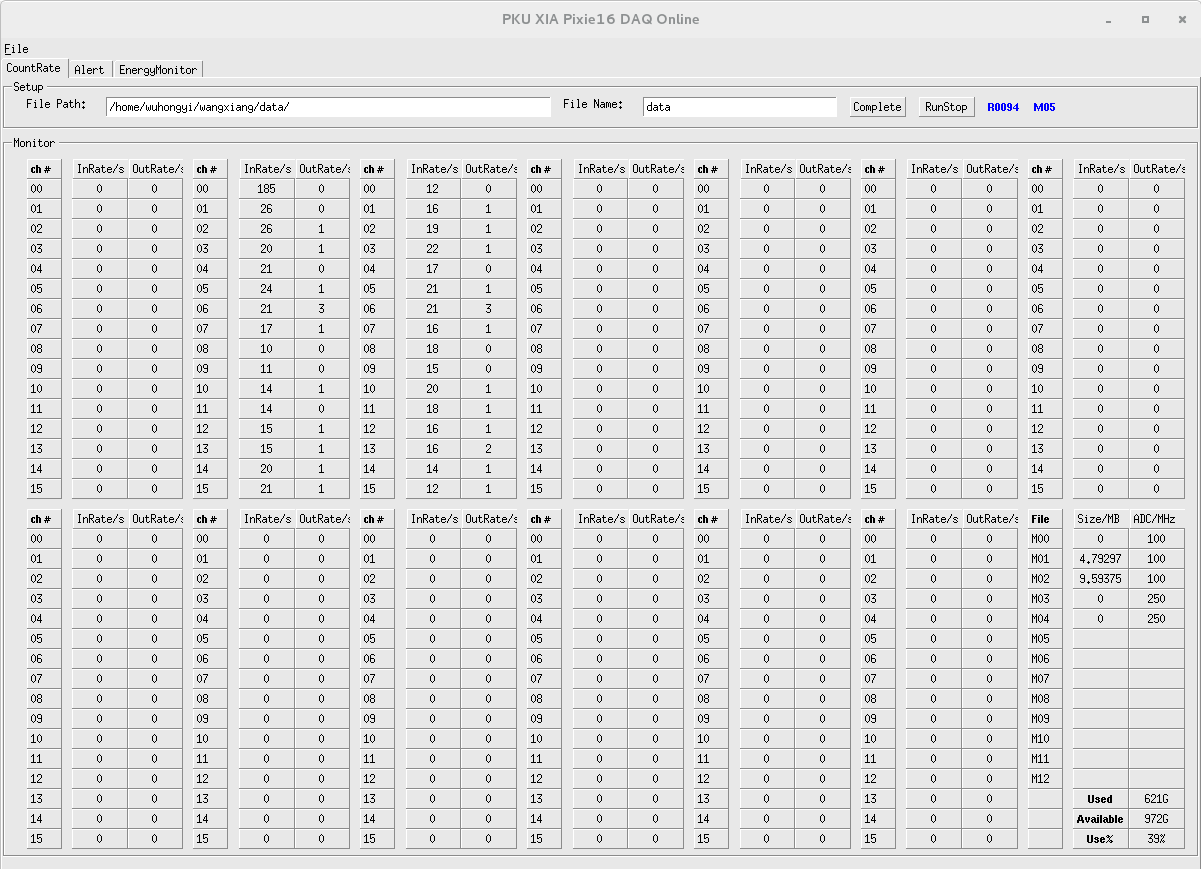 PKU XIA Pixie16 DAQ Online
File
CountRate Alert EnergyMonitor
Setup
File Path: /home/wuhongyi/wangxiang/data/ File Name: data Complete RunStop R0094 M05
Monitor
ch # InRate/s OutRate/s ch # InRate/s OutRate/s ch # InRate/s OutRate/s ch # InRate/s OutRate/s ch # InRate/s OutRate/s ch # InRate/s OutRate/s ch # InRate/s OutRate/s
00 0 0 00 185 0 00 12 0 00 0 0 00 0 0 00 0 0 00 0 0
01 0 0 01 26 0 01 16 1 01 0 0 01 0 0 01 0 0 01 0 0
02 0 0 02 26 1 02 19 1 02 0 0 02 0 0 02 0 0 02 0 0
03 0 0 03 20 1 03 22 1 03 0 0 03 0 0 03 0 0 03 0 0
04 0 0 04 21 0 04 17 0 04 0 0 04 0 0 04 0 0 04 0 0
05 0 0 05 24 1 05 21 1 05 0 0 05 0 0 05 0 0 05 0 0
06 0 0 06 21 3 06 21 3 06 0 0 06 0 0 06 0 0 06 0 0
07 0 0 07 17 1 07 16 1 07 0 0 07 0 0 07 0 0 07 0 0
08 0 0 08 10 0 08 18 0 08 0 0 08 0 0 08 0 0 08 0 0
09 0 0 09 11 0 09 15 0 09 0 0 09 0 0 09 0 0 09 0 0
10 0 0 10 14 1 10 20 1 10 0 0 10 0 0 10 0 0 10 0 0
11 0 0 11 14 0 11 18 1 11 0 0 11 0 0 11 0 0 11 0 0
12 0 0 12 15 1 12 16 1 12 0 0 12 0 0 12 0 0 12 0 0
13 0 0 13 15 1 13 16 2 13 0 0 13 0 0 13 0 0 13 0 0
14 0 0 14 20 1 14 14 1 14 0 0 14 0 0 14 0 0 14 0 0
15 0 0 15 21 1 15 12 1 15 0 0 15 0 0 15 0 0 15 0 0
ch # InRate/s OutRate/s ch # InRate/s OutRate/s ch # InRate/s OutRate/s ch # InRate/s OutRate/s ch # InRate/s OutRate/s ch # InRate/s OutRate/s File Size/MB ADC/MHz
00 0 0 00 0 0 00 0 0 00 0 0 00 0 0 00 0 0 M00 0 100
01 0 0 01 0 0 01 0 0 01 0 0 01 0 0 01 0 0 M01 4.79297 100
02 0 0 02 0 0 02 0 0 02 0 0 02 0 0 02 0 0 M02 9.59375 100
03 0 0 03 0 0 03 0 0 03 0 0 03 0 0 03 0 0 M03 0 250
04 0 0 04 0 0 04 0 0 04 0 0 04 0 0 04 0 0 M04 0 250
05 0 0 05 0 0 05 0 0 05 0 0 05 0 0 05 0 0 M05
06 0 0 06 0 0 06 0 0 06 0 0 06 0 0 06 0 0 M06
07 0 0 07 0 0 07 0 0 07 0 0 07 0 0 07 0 0 M07
08 0 0 08 0 0 08 0 0 08 0 0 08 0 0 08 0 0 M08
09 0 0 09 0 0 09 0 0 09 0 0 09 0 0 09 0 0 M09
10 0 0 10 0 0 10 0 0 10 0 0 10 0 0 10 0 0 M10
11 0 0 11 0 0 11 0 0 11 0 0 11 0 0 11 0 0 M11
12 0 0 12 0 0 12 0 0 12 0 0 12 0 0 12 0 0 M12
13 0 0 13 0 0 13 0 0 13 0 0 13 0 0 13 0 0 Used 621G
14 0 0 14 0 0 14 0 0 14 0 0 14 0 0 14 0 0 Available 972G
15 0 0 15 0 0 15 0 0 15 0 0 15 0 0 15 0 0 Use% 39%